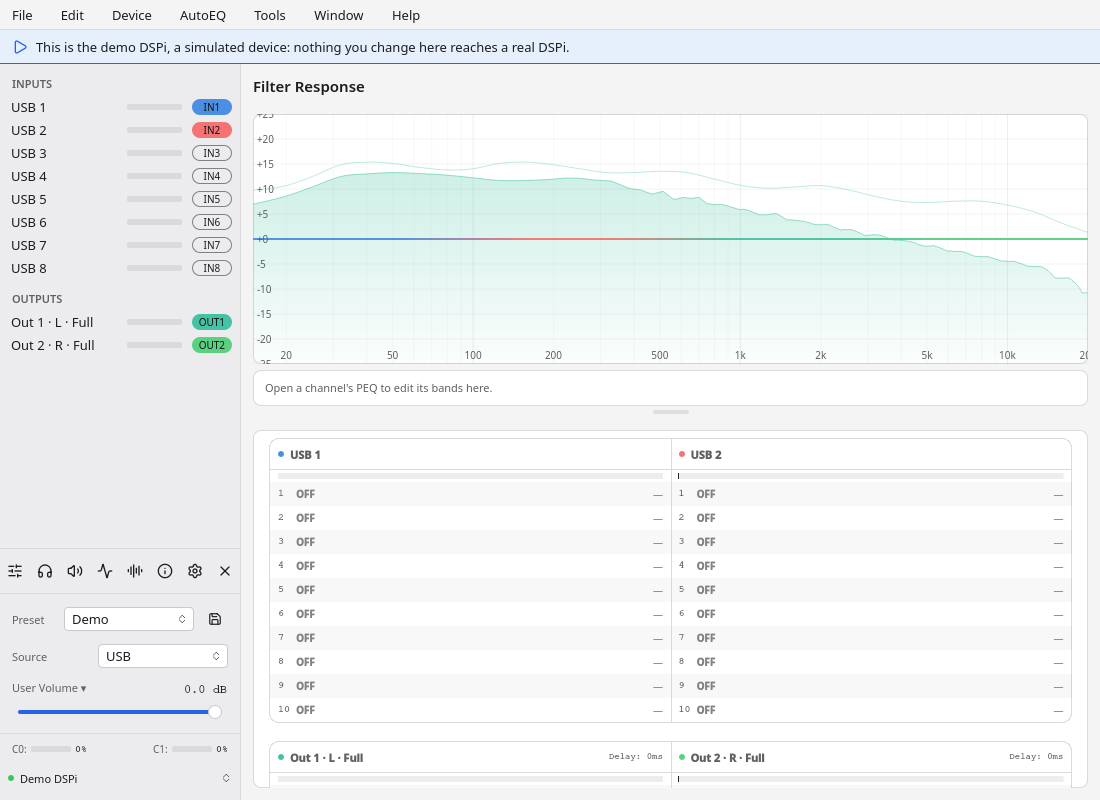 File Edit Device AutoEQ Tools Window Help
This is the demo DSPi, a simulated device: nothing you change here reaches a real DSPi.
INPUTS
USB 1 IN1
USB 2 IN2
USB 3 IN3
USB 4 IN4
USB 5 IN5
USB 6 IN6
USB 7 IN7
USB 8 IN8
OUTPUTS
Out 1 · L · Full OUT1
Out 2 · R · Full OUT2
Preset Demo
Source USB
User Volume ▾ 0.0 dB
C0: 0% C1: 0%
Demo DSPi
Filter Response
+25
+20
+15
+10
+5
+0
-5
-10
-15
-20
20 50 100 200 500 1k 2k 5k 10k
Open a channel's PEQ to edit its bands here.
USB 1 USB 2
1 OFF — 1 OFF —
2 OFF — 2 OFF —
3 OFF — 3 OFF —
4 OFF — 4 OFF —
5 OFF — 5 OFF —
6 OFF — 6 OFF —
7 OFF — 7 OFF —
8 OFF — 8 OFF —
9 OFF — 9 OFF —
10 OFF — 10 OFF —
Out 1 · L · Full Delay: 0ms Out 2 · R · Full Delay: 0ms